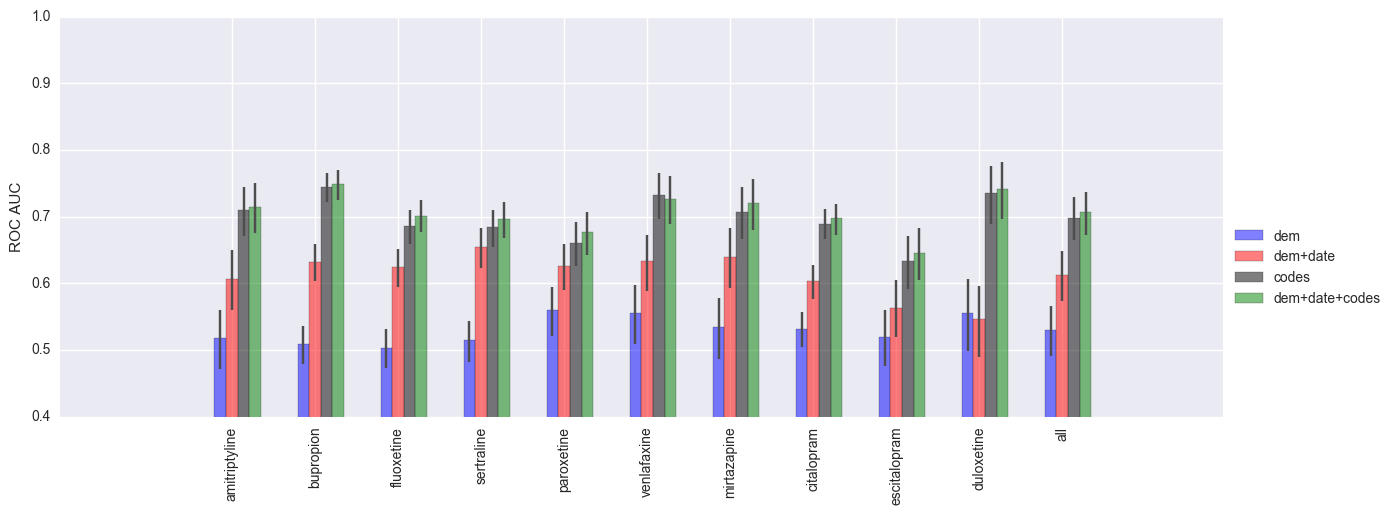 1.0
0.9
0.8
0.7
0.6
0.5
0.4
ROC AUC
amitriptyline
bupropion
fluoxetine
sertraline
paroxetine
venlafaxine
mirtazapine
citalopram
escitalopram
duloxetine
all
dem
dem+date
codes
dem+date+codes